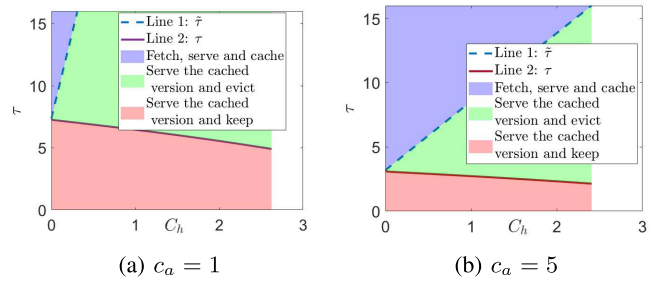 15
10
5
0
τ
Line 1: τ̃
Line 2: τ
Fetch, serve and cache
Serve the cached
version and evict
Serve the cached
version and keep
0
1
C_h
2
3
(a) c_a = 1
15
10
5
0
τ
Line 1: τ̃
Line 2: τ
Fetch, serve and cache
Serve the cached
version and evict
Serve the cached
version and keep
0
1
C_h
2
3
(b) c_a = 5